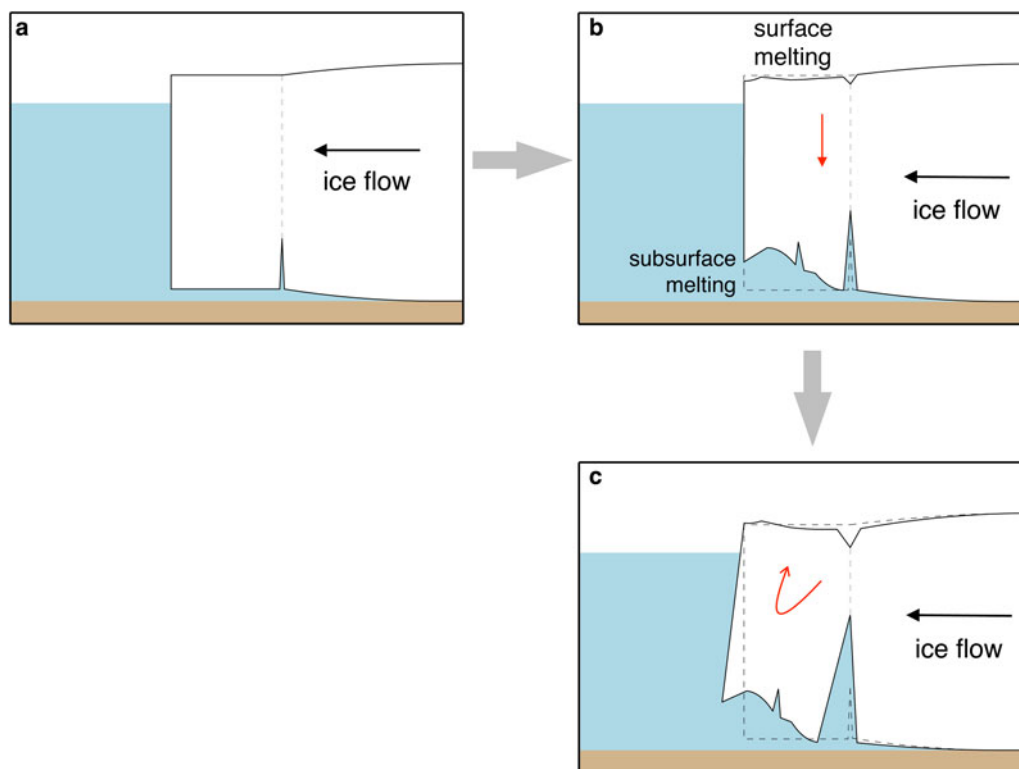 a
ice flow
b
surface
melting
ice flow
subsurface
melting
c
ice flow